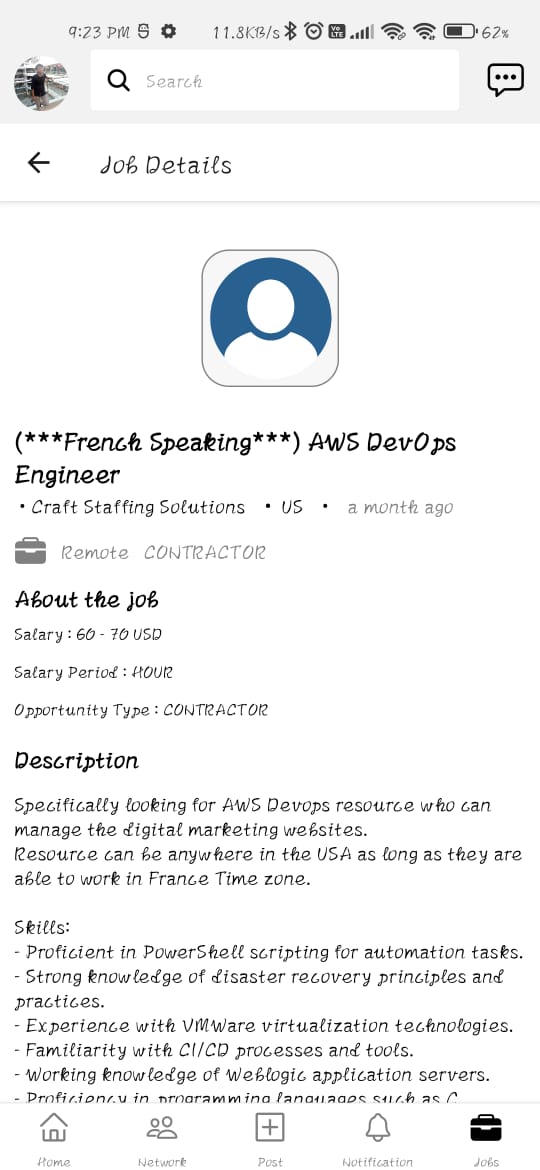 9:23 PM 11.8KB/s Vo LTE 62%
Search
Job Details
(***French Speaking***) AWS DevOps
Engineer
• Craft Staffing Solutions • US • a month ago
Remote CONTRACTOR
About the job
Salary : 60 - 70 USD
Salary Period : HOUR
Opportunity Type : CONTRACTOR
Description
Specifically looking for AWS Devops resource who can
manage the digital marketing websites.
Resource can be anywhere in the USA as long as they are
able to work in France Time zone.
Skills:
- Proficient in PowerShell scripting for automation tasks.
- Strong knowledge of disaster recovery principles and
practices.
- Experience with VMWare virtualization technologies.
- Familiarity with CI/CD processes and tools.
- Working knowledge of Weblogic application servers.
- Proficiency in programming languages such as C
Home Network Post Notification Jobs